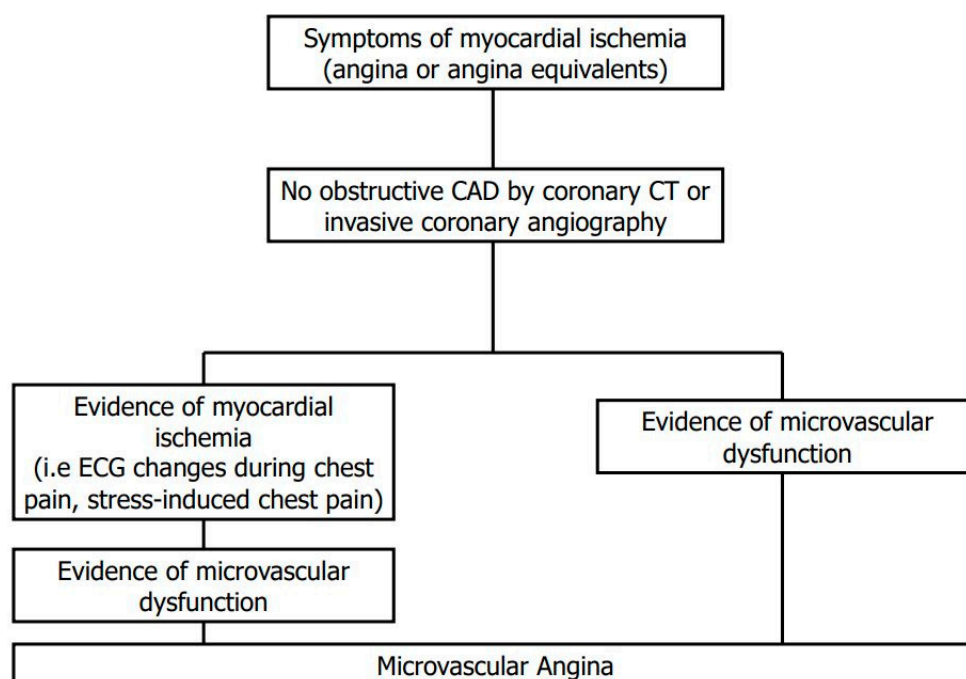 Symptoms of myocardial ischemia
(angina or angina equivalents)
No obstructive CAD by coronary CT or
invasive coronary angiography
Evidence of myocardial
ischemia
(i.e ECG changes during chest
pain, stress-induced chest pain)
Evidence of microvascular
dysfunction
Evidence of microvascular
dysfunction
Microvascular Angina